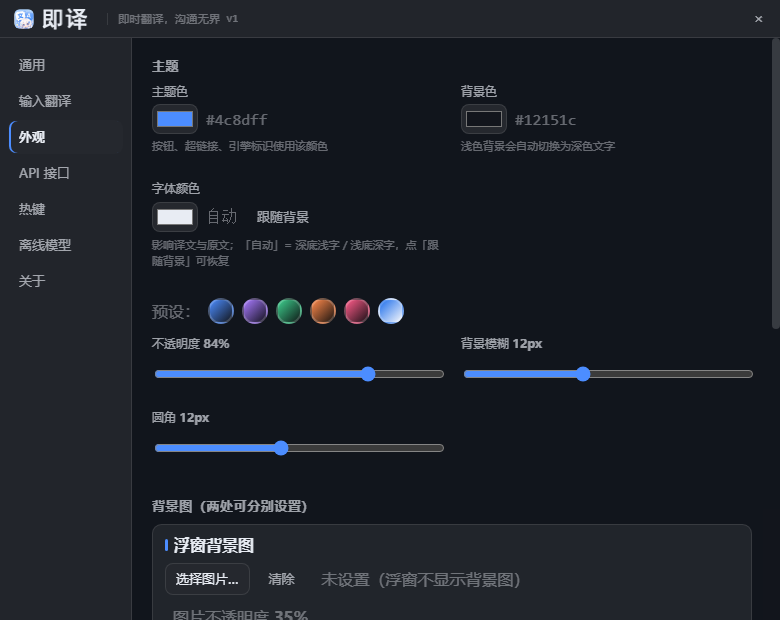 即译
即时翻译，沟通无界 v1
×
通用
输入翻译
外观
API 接口
热键
离线模型
关于
主题
主题色
#4c8dff
按钮、超链接、引擎标识使用该颜色
背景色
#12151c
浅色背景会自动切换为深色文字
字体颜色
自动 跟随背景
影响译文与原文；「自动」= 深底浅字 / 浅底深字，点「跟
随背景」可恢复
预设：
不透明度 84%
背景模糊 12px
圆角 12px
背景图（两处可分别设置）
浮窗背景图
选择图片... 清除 未设置（浮窗不显示背景图）
图片不透明度 35%